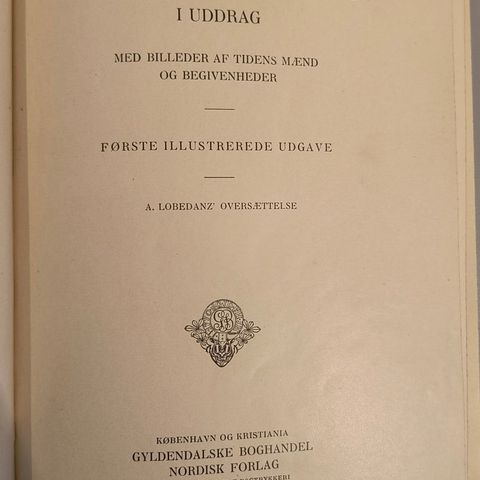 I UDDRAG
MED BILLEDER AF TIDENS MÆND
OG BEGIVENHEDER
FØRSTE ILLUSTREREDE UDGAVE
A. LOBEDANZ' OVERSÆTTELSE
KØBENHAVN OG KRISTIANIA
GYLDENDALSKE BOGHANDEL
NORDISK FORLAG